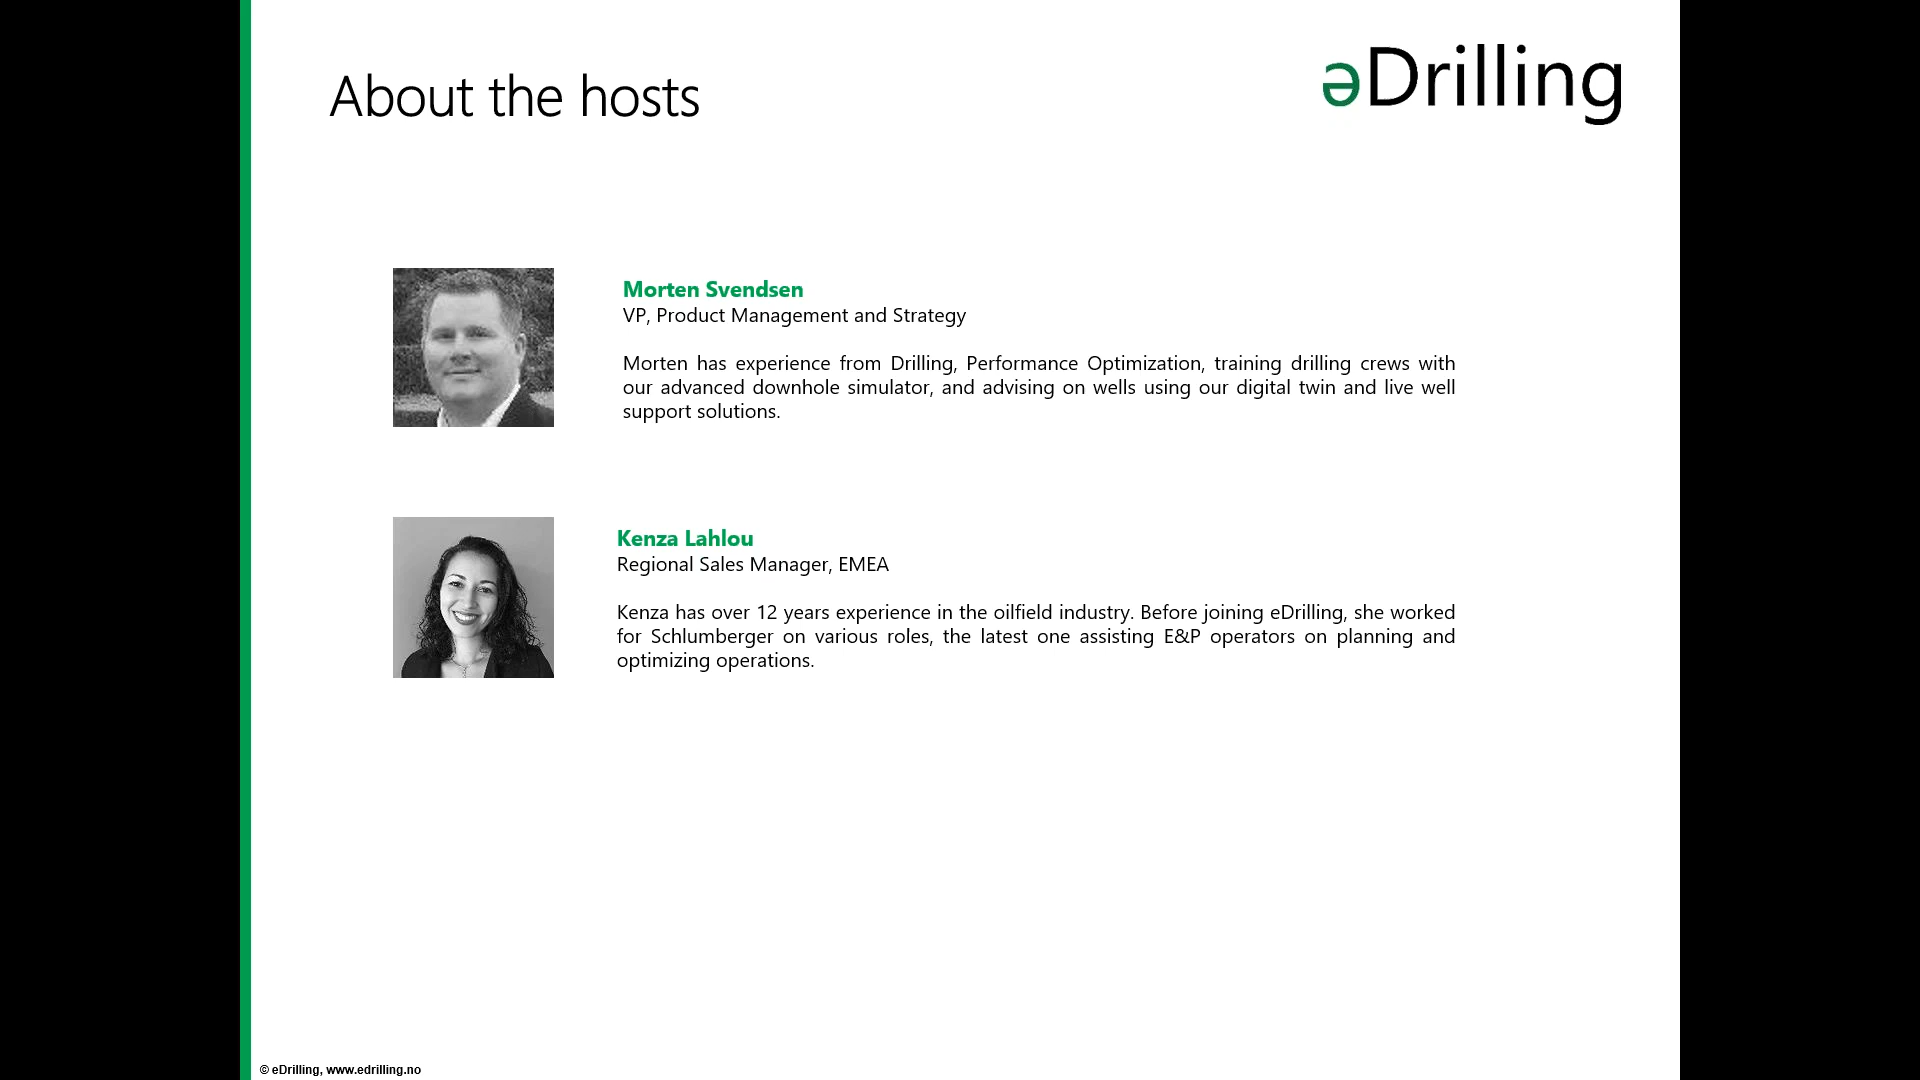 About the hosts
əDrilling
Morten Svendsen
VP, Product Management and Strategy
Morten has experience from Drilling, Performance Optimization, training drilling crews with
our advanced downhole simulator, and advising on wells using our digital twin and live well
support solutions.
Kenza Lahlou
Regional Sales Manager, EMEA
Kenza has over 12 years experience in the oilfield industry. Before joining eDrilling, she worked
for Schlumberger on various roles, the latest one assisting E&P operators on planning and
optimizing operations.
© eDrilling, www.edrilling.no